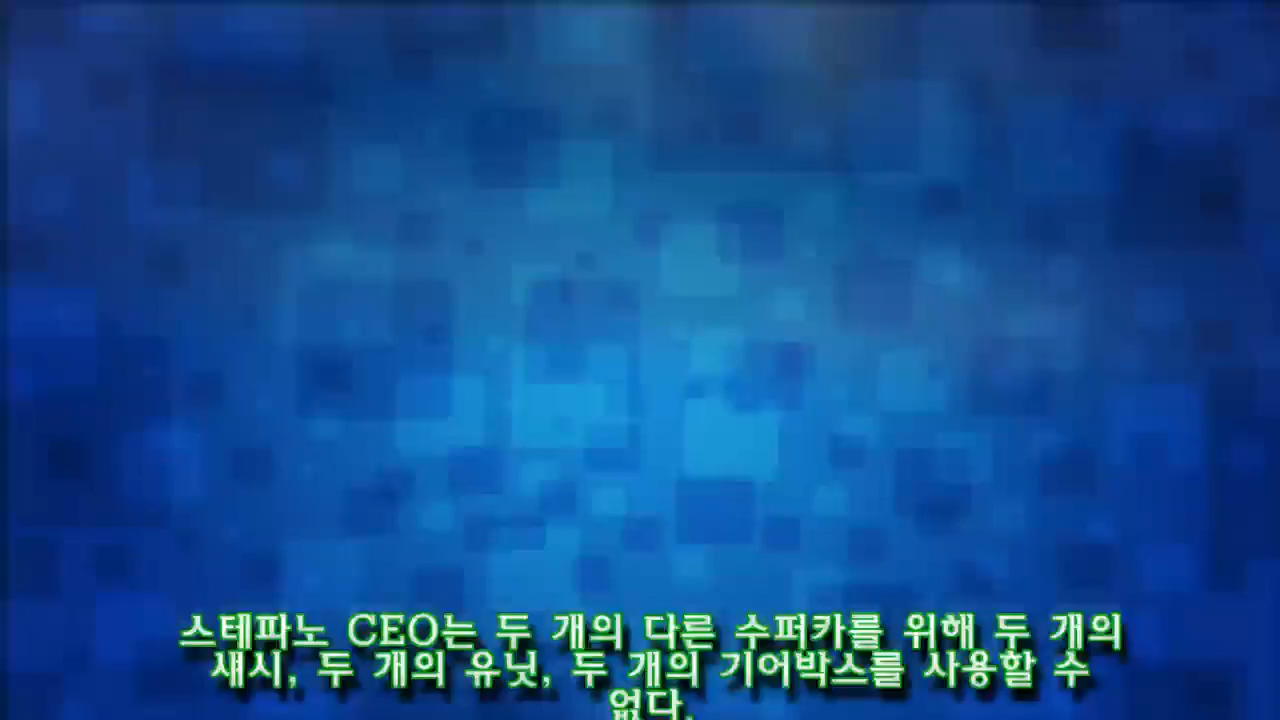 스테파노 CEO는 두 개의 다른 수퍼카를 위해 두 개의
섀시, 두 개의 유닛, 두 개의 기어박스를 사용할 수
없다.